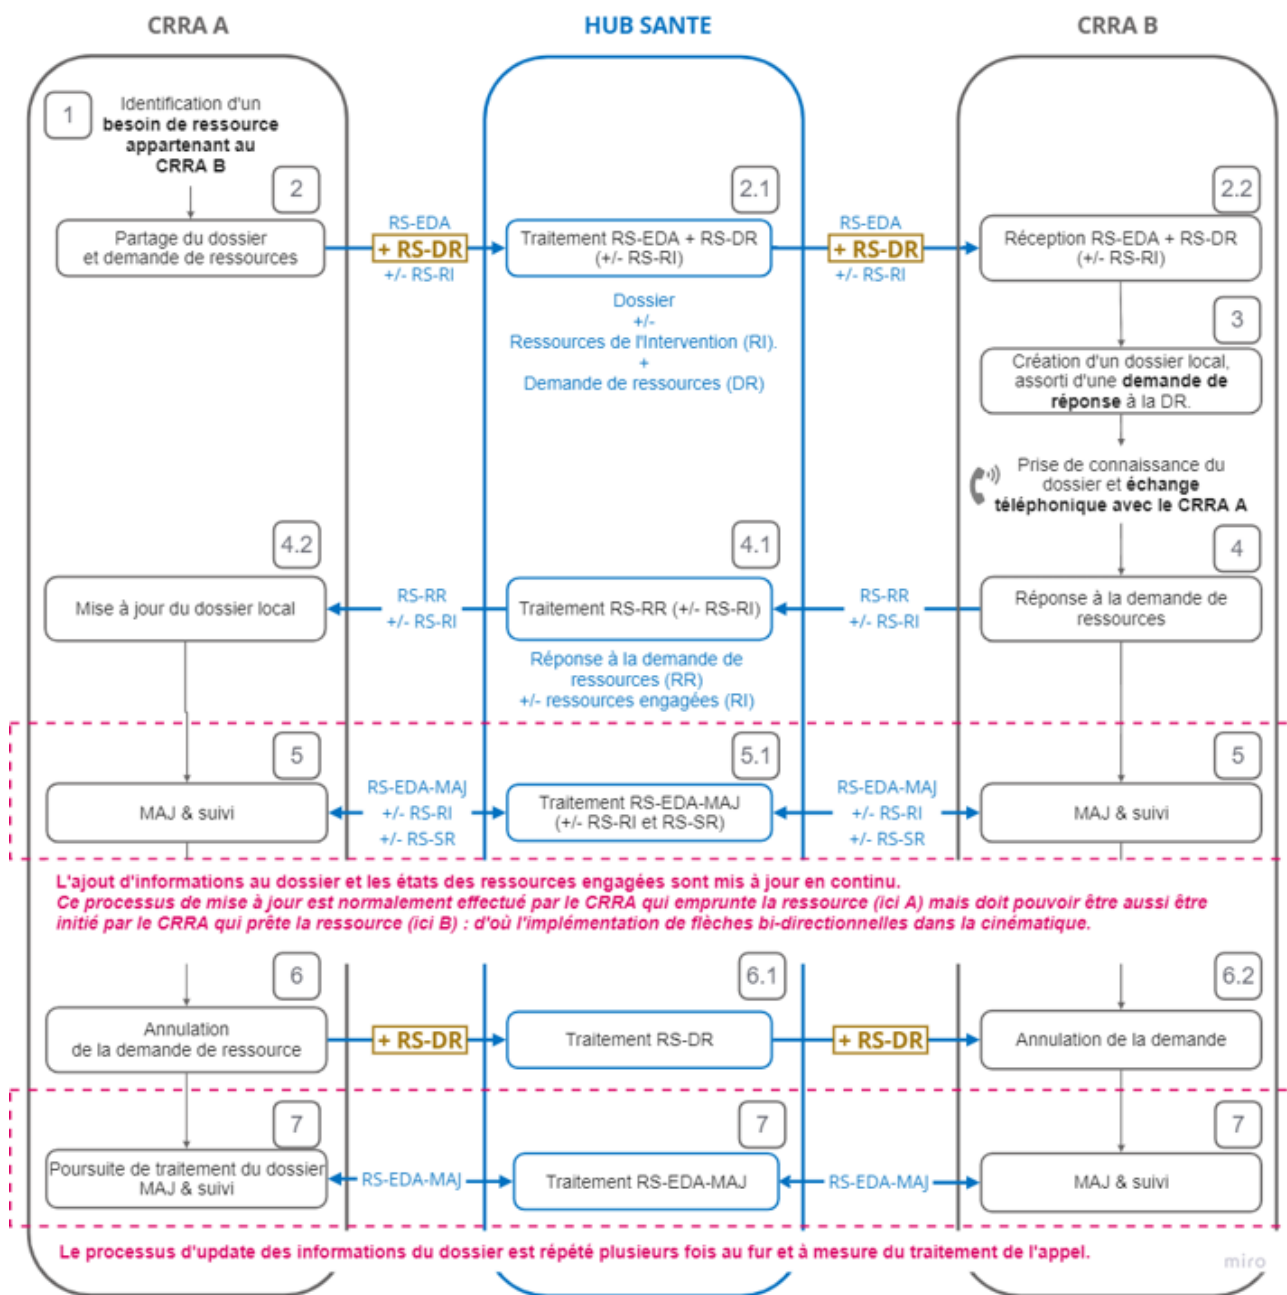 CRRA A
HUB SANTE
CRRA B
1
Identification d'un
besoin de ressource
appartenant au
CRRA B
2
2.1
2.2
Partage du dossier
et demande de ressources
RS-EDA
+ RS-DR
+/- RS-RI
Traitement RS-EDA + RS-DR
(+/- RS-RI)
RS-EDA
+ RS-DR
+/- RS-RI
Réception RS-EDA + RS-DR
(+/- RS-RI)
Dossier
+/-
Ressources de l'Intervention (RI).
+
Demande de ressources (DR)
3
Création d'un dossier local,
assorti d'une demande de
réponse à la DR.
Prise de connaissance du
dossier et échange
téléphonique avec le CRRA A
4.2
4.1
4
Mise à jour du dossier local
RS-RR
+/- RS-RI
Traitement RS-RR (+/- RS-RI)
RS-RR
+/- RS-RI
Réponse à la demande de
ressources
Réponse à la demande de
ressources (RR)
+/- ressources engagées (RI)
5
5.1
5
MAJ & suivi
RS-EDA-MAJ
+/- RS-RI
+/- RS-SR
Traitement RS-EDA-MAJ
(+/- RS-RI et RS-SR)
RS-EDA-MAJ
+/- RS-RI
+/- RS-SR
MAJ & suivi
L'ajout d'informations au dossier et les états des ressources engagées sont mis à jour en continu.
Ce processus de mise à jour est normalement effectué par le CRRA qui emprunte la ressource (ici A) mais doit pouvoir être aussi être
initié par le CRRA qui prête la ressource (ici B) : d'où l'implémentation de flèches bi-directionnelles dans la cinématique.
6
6.1
6.2
Annulation
de la demande de ressource
+ RS-DR
Traitement RS-DR
+ RS-DR
Annulation de la demande
7
7
7
Poursuite de traitement du dossier
MAJ & suivi
RS-EDA-MAJ
Traitement RS-EDA-MAJ
RS-EDA-MAJ
MAJ & suivi
Le processus d'update des informations du dossier est répété plusieurs fois au fur et à mesure du traitement de l'appel.
miro